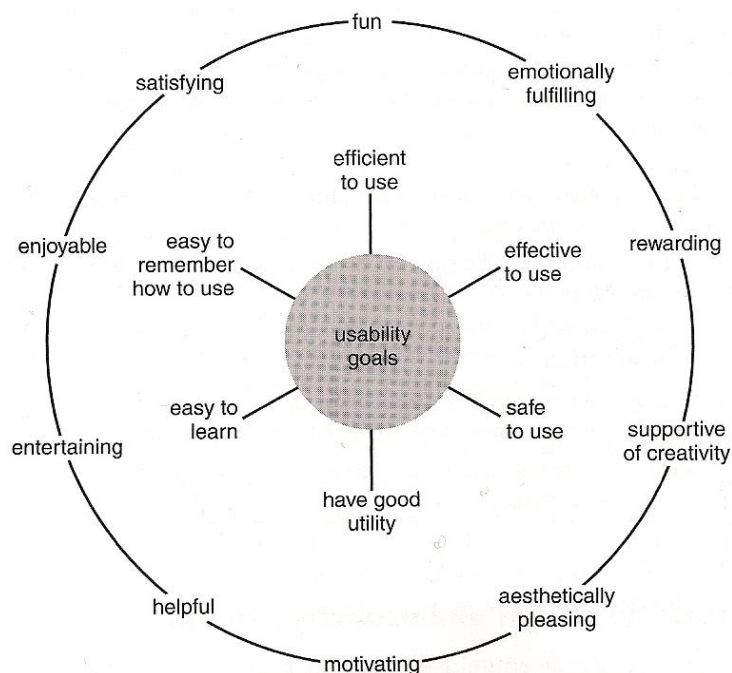 fun
emotionally
fulfilling
satisfying
efficient
to use
enjoyable
easy to
remember
how to use
effective
to use
rewarding
usability
goals
easy to
learn
safe
to use
entertaining
supportive
of creativity
have good
utility
helpful
aesthetically
pleasing
motivating